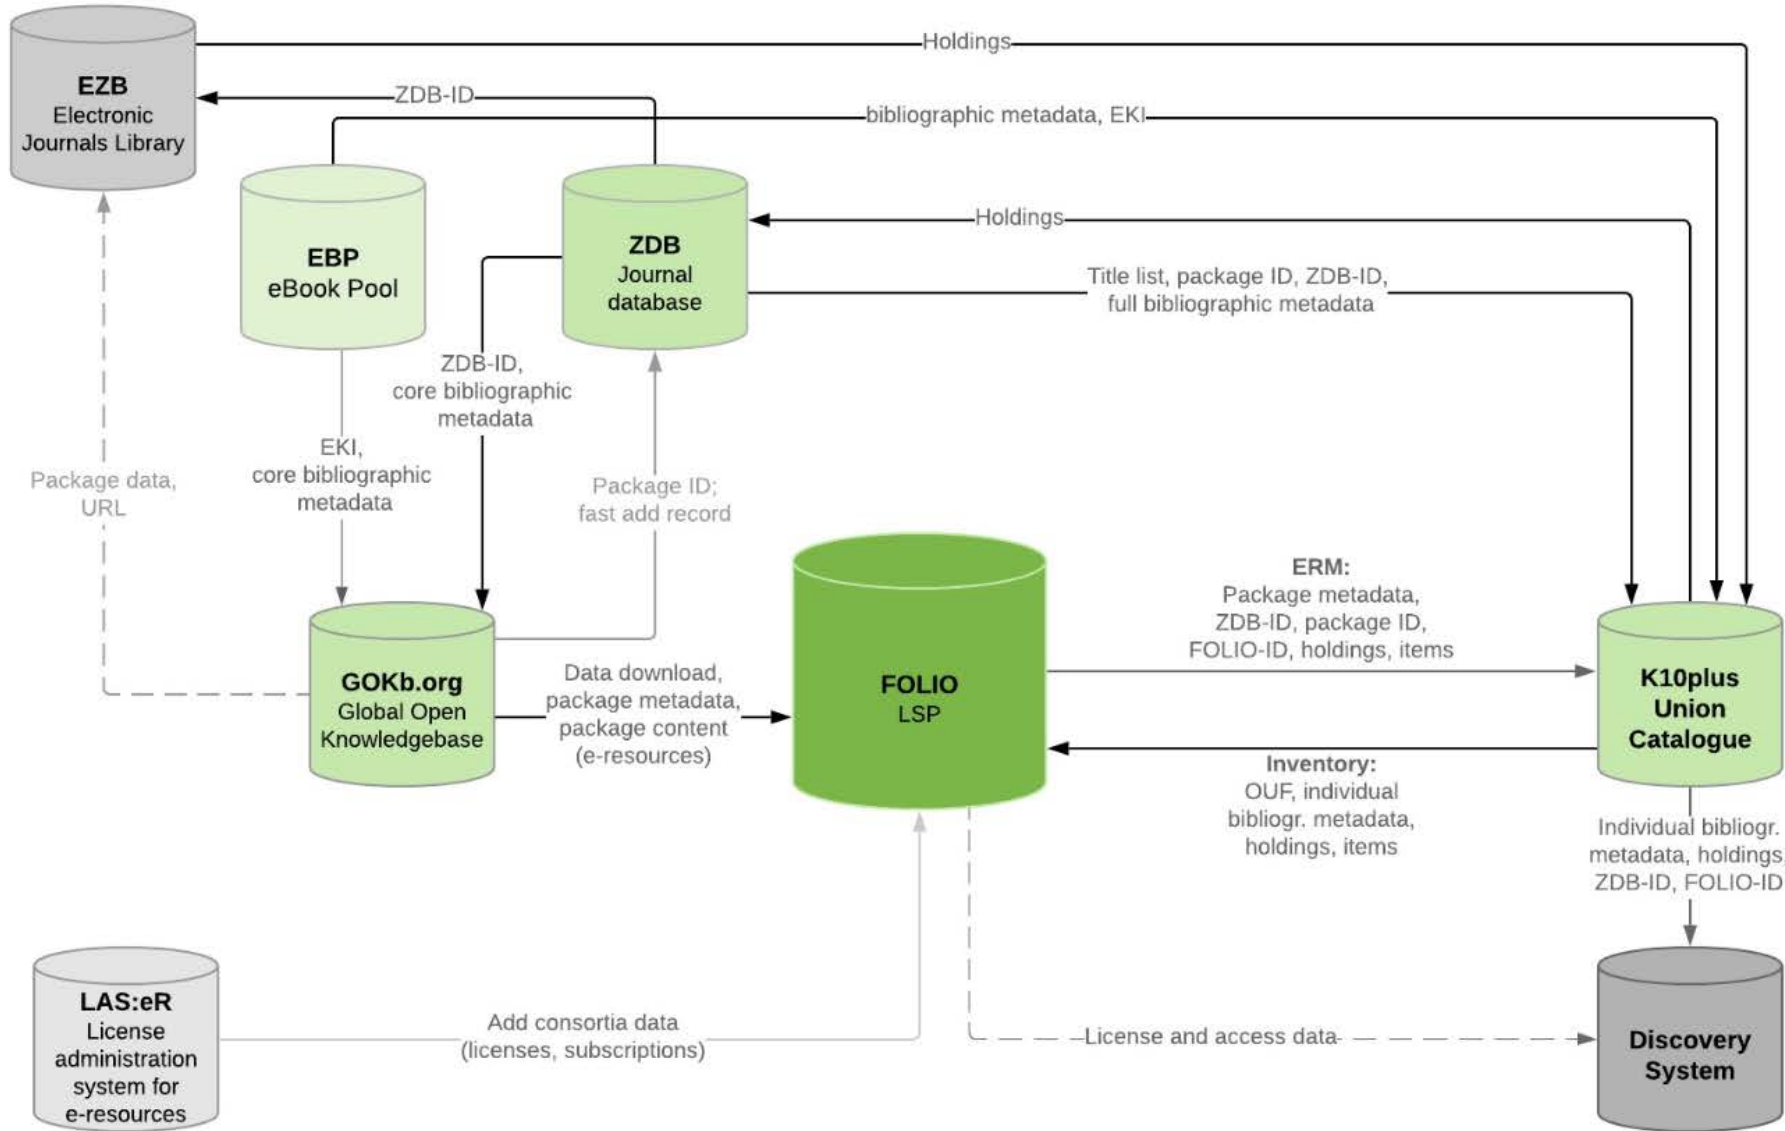 Holdings
EZB
Electronic
Journals Library
ZDB-ID
bibliographic metadata, EKI
EBP
eBook Pool
ZDB
Journal
database
Holdings
Title list, package ID, ZDB-ID,
full bibliographic metadata
ZDB-ID,
core bibliographic
metadata
EKI,
core bibliographic
metadata
Package data,
URL
Package ID;
fast add record
GOKb.org
Global Open
Knowledgebase
Data download,
package metadata,
package content
(e-resources)
FOLIO
LSP
ERM:
Package metadata,
ZDB-ID, package ID,
FOLIO-ID, holdings, items
K10plus
Union
Catalogue
Inventory:
OUF, individual
bibliogr. metadata,
holdings, items
Individual bibliogr.
metadata, holdings,
ZDB-ID, FOLIO-ID
LAS:eR
License
administration
system for
e-resources
Add consortia data
(licenses, subscriptions)
License and access data
Discovery
System